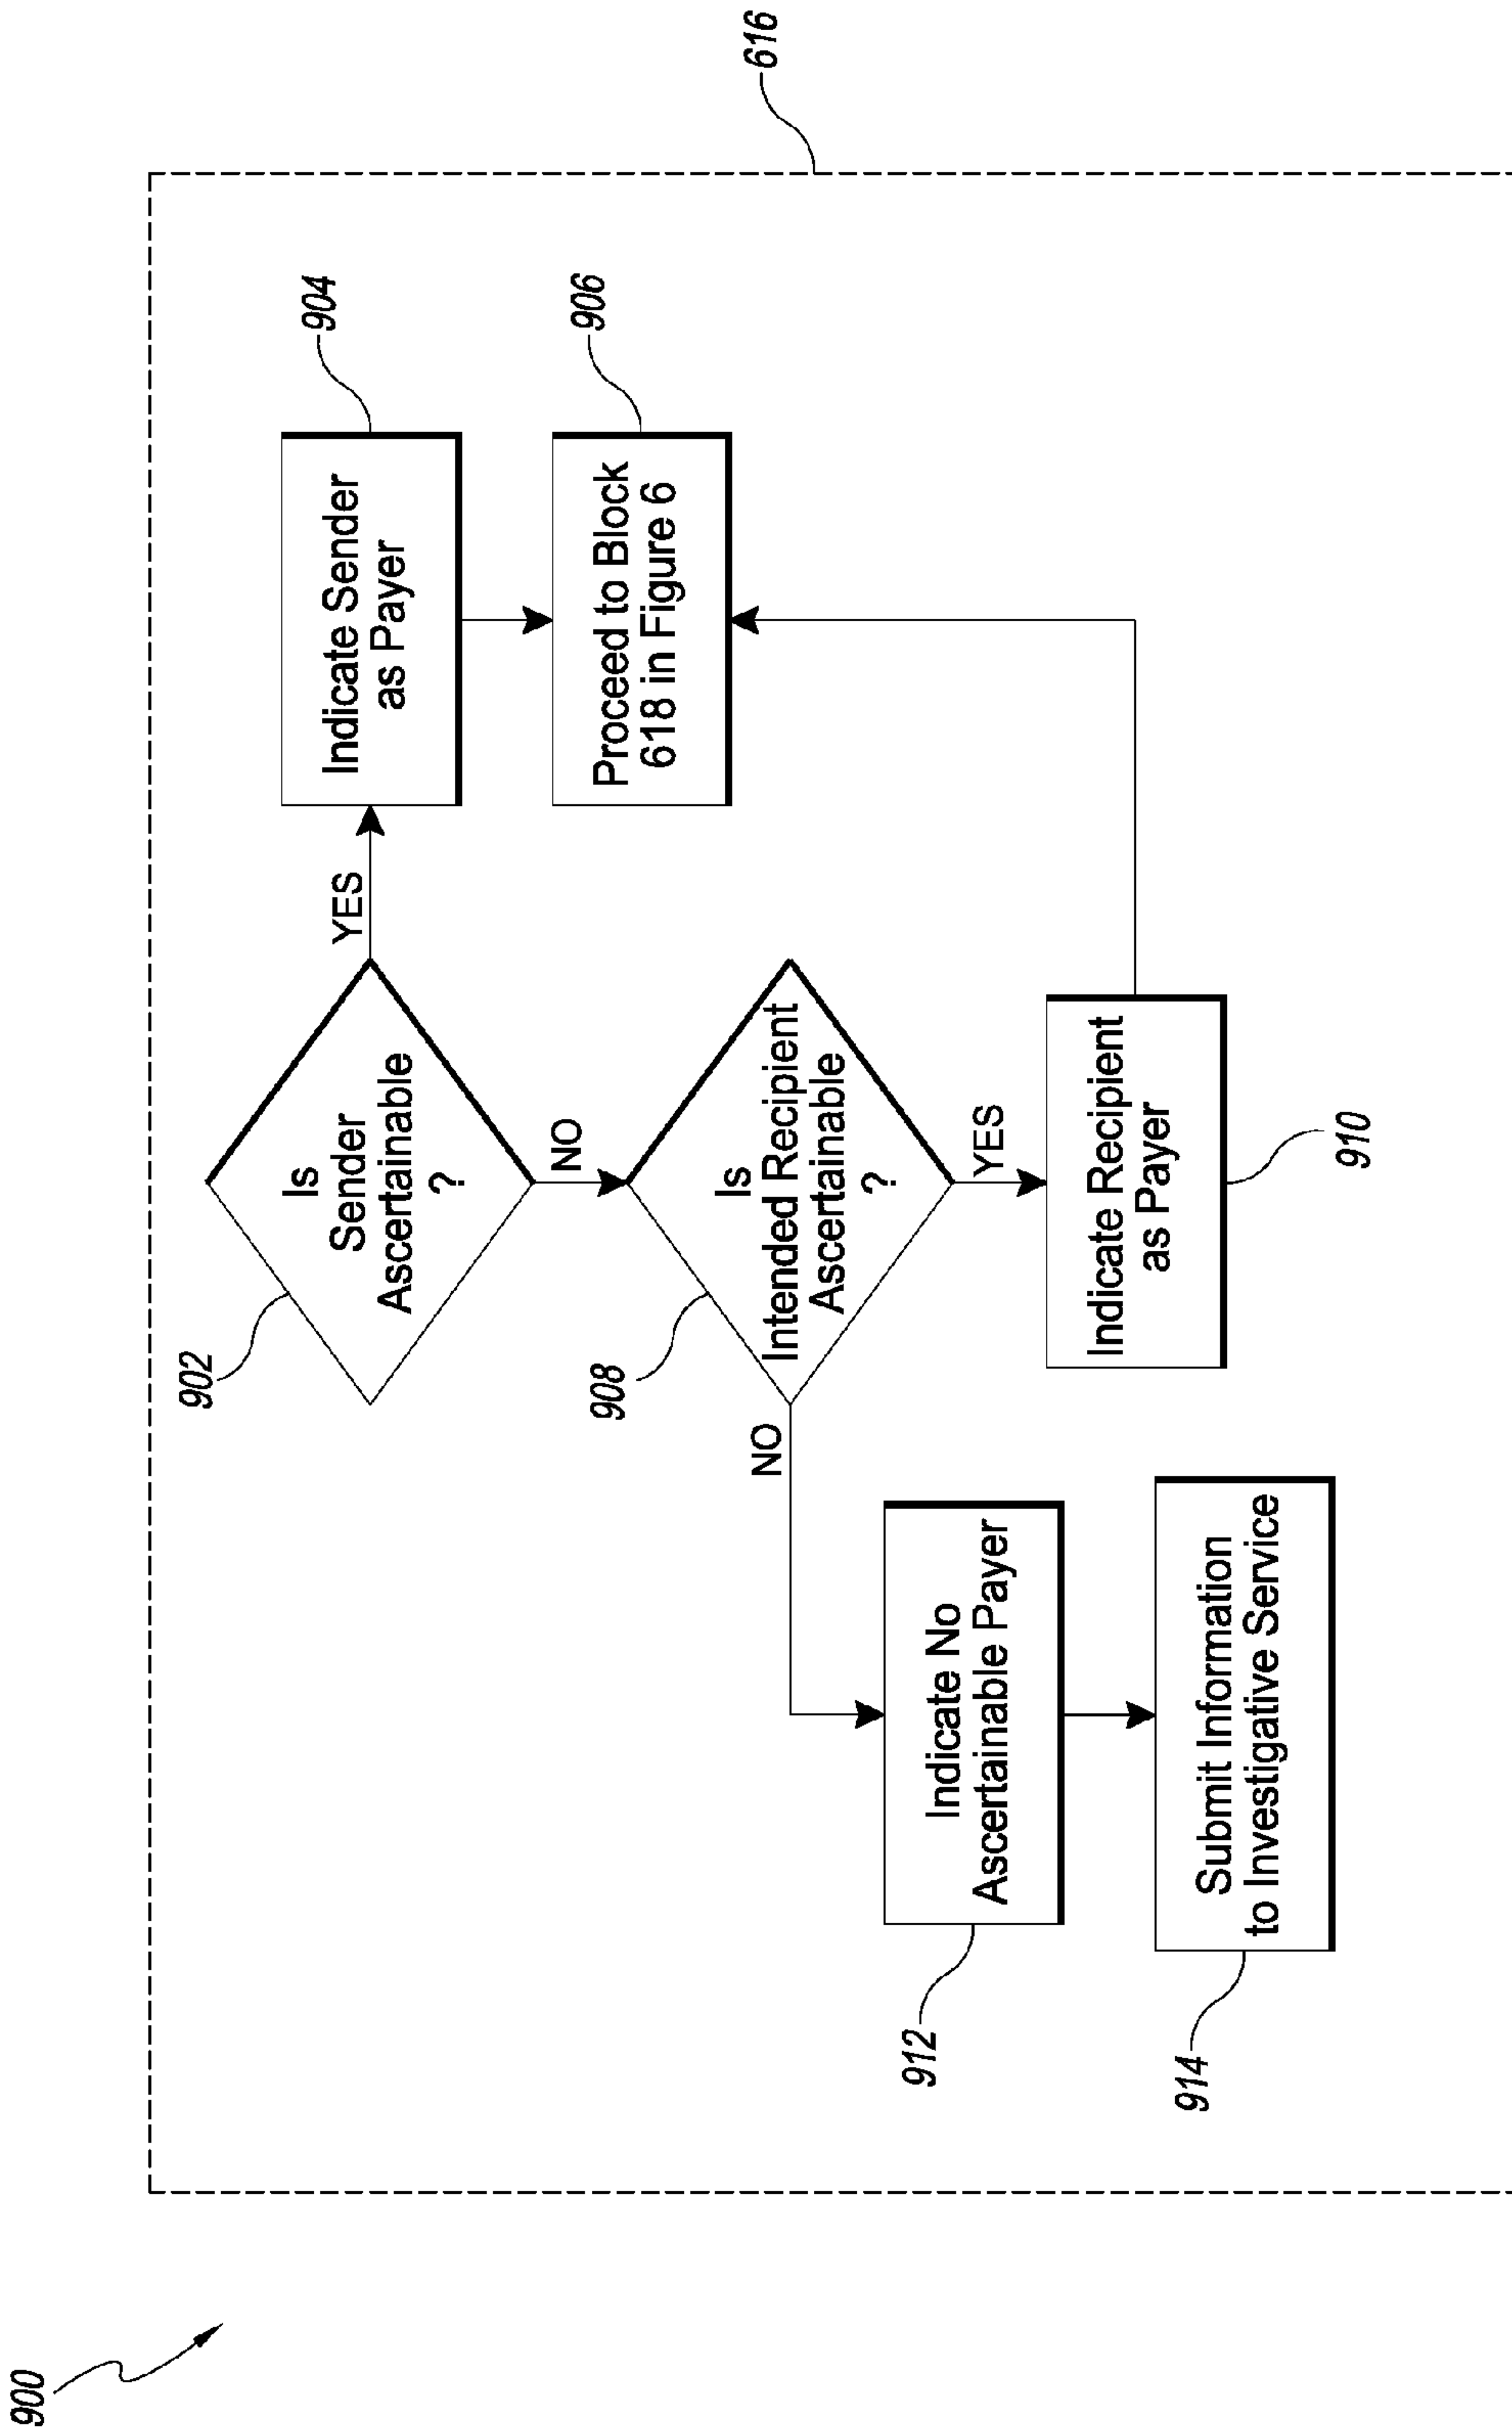 900
616
902
Is
Sender
Ascertainable
?
YES
Indicate Sender
as Payer
904
NO
Proceed to Block
618 in Figure 6
906
908
Is
Intended Recipient
Ascertainable
?
NO
YES
Indicate No
Ascertainable Payer
912
Indicate Recipient
as Payer
910
Submit Information
to Investigative Service
914